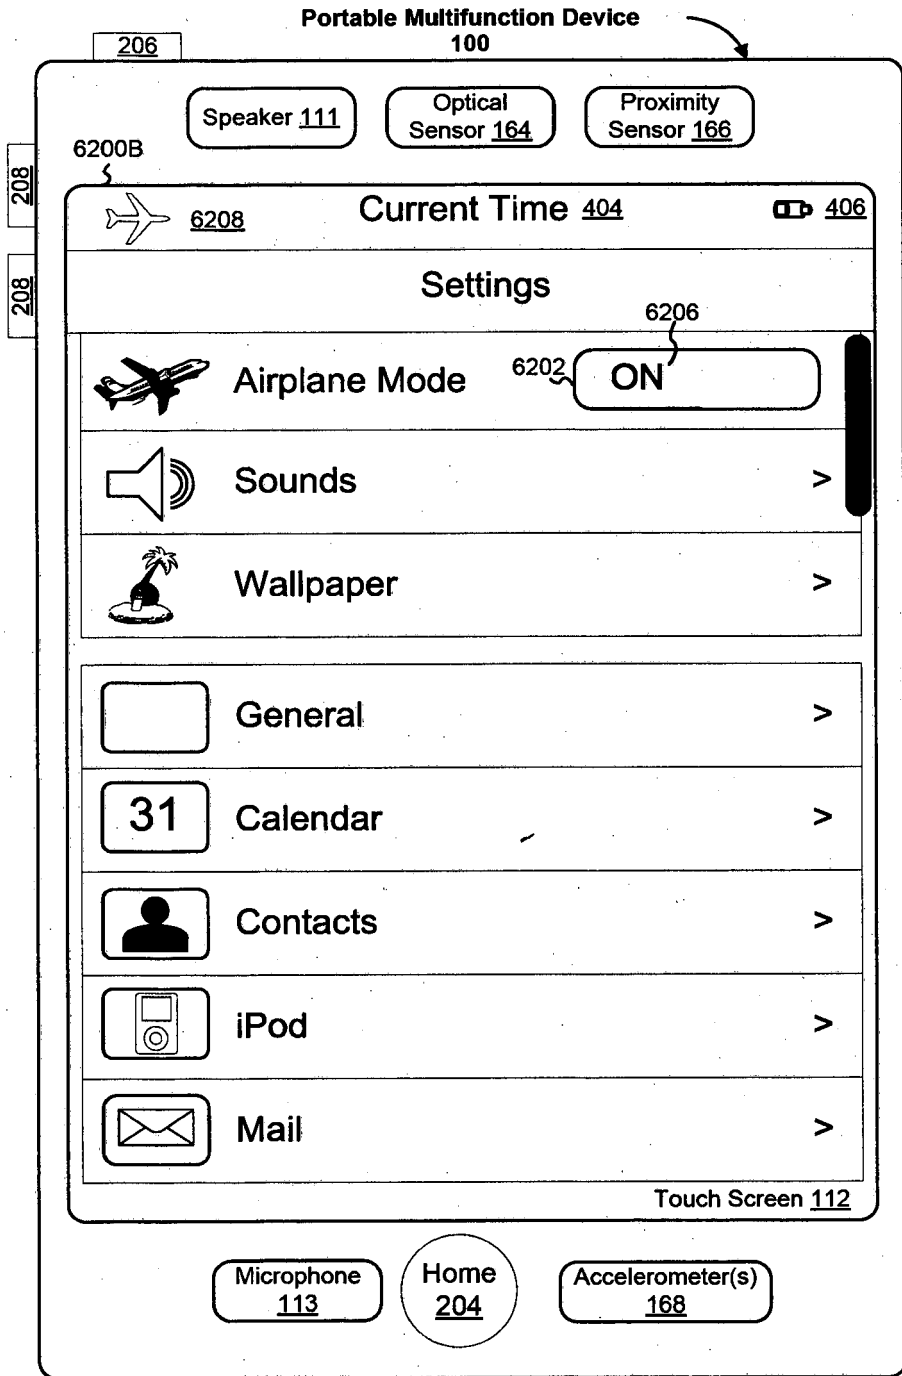 Portable Multifunction Device
100
206
Speaker 111
Optical
Sensor 164
Proximity
Sensor 166
6200B
208
208
6208
Current Time 404
406
Settings
6206
Airplane Mode
6202
ON
Sounds
>
Wallpaper
>
General
>
31
Calendar
>
Contacts
>
iPod
>
Mail
>
Touch Screen 112
Microphone
113
Home
204
Accelerometer(s)
168